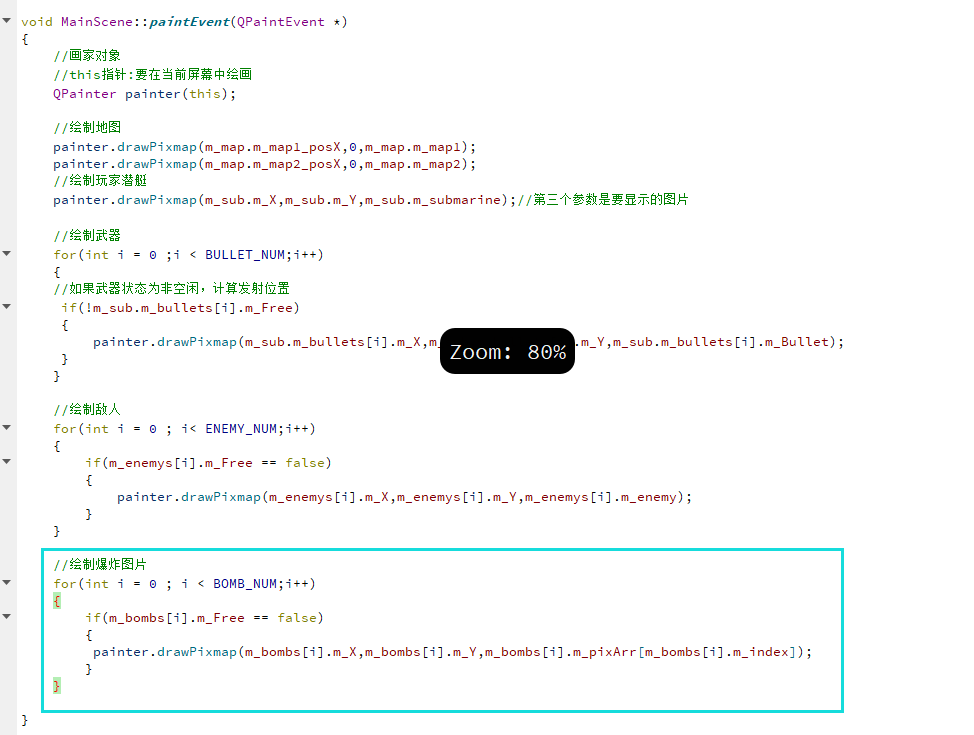 void MainScene::paintEvent(QPaintEvent *)
{
//画家对象
//this指针:要在当前屏幕中绘画
QPainter painter(this);
//绘制地图
painter.drawPixmap(m_map.m_map1_posX,0,m_map.m_map1);
painter.drawPixmap(m_map.m_map2_posX,0,m_map.m_map2);
//绘制玩家潜艇
painter.drawPixmap(m_sub.m_X,m_sub.m_Y,m_sub.m_submarine);//第三个参数是要显示的图片
//绘制武器
for(int i = 0 ;i < BULLET_NUM;i++)
{
//如果武器状态为非空闲，计算发射位置
if(!m_sub.m_bullets[i].m_Free)
{
painter.drawPixmap(m_sub.m_bullets[i].m_X,m_ .m_Y,m_sub.m_bullets[i].m_Bullet);
Zoom: 80%
}
}
//绘制敌人
for(int i = 0 ; i< ENEMY_NUM;i++)
{
if(m_enemys[i].m_Free == false)
{
painter.drawPixmap(m_enemys[i].m_X,m_enemys[i].m_Y,m_enemys[i].m_enemy);
}
}
//绘制爆炸图片
for(int i = 0 ; i < BOMB_NUM;i++)
{
if(m_bombs[i].m_Free == false)
{
painter.drawPixmap(m_bombs[i].m_X,m_bombs[i].m_Y,m_bombs[i].m_pixArr[m_bombs[i].m_index]);
}
}
}